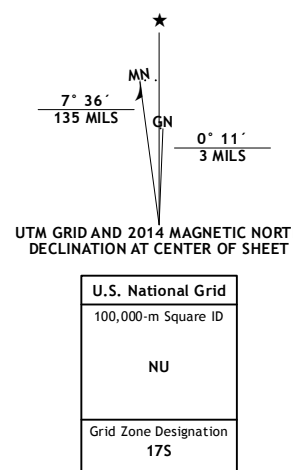 ★
MN
7° 36´
135 MILS
GN
0° 11´
3 MILS
UTM GRID AND 2014 MAGNETIC NORT
DECLINATION AT CENTER OF SHEET
U.S. National Grid
100,000-m Square ID
NU
Grid Zone Designation
17S